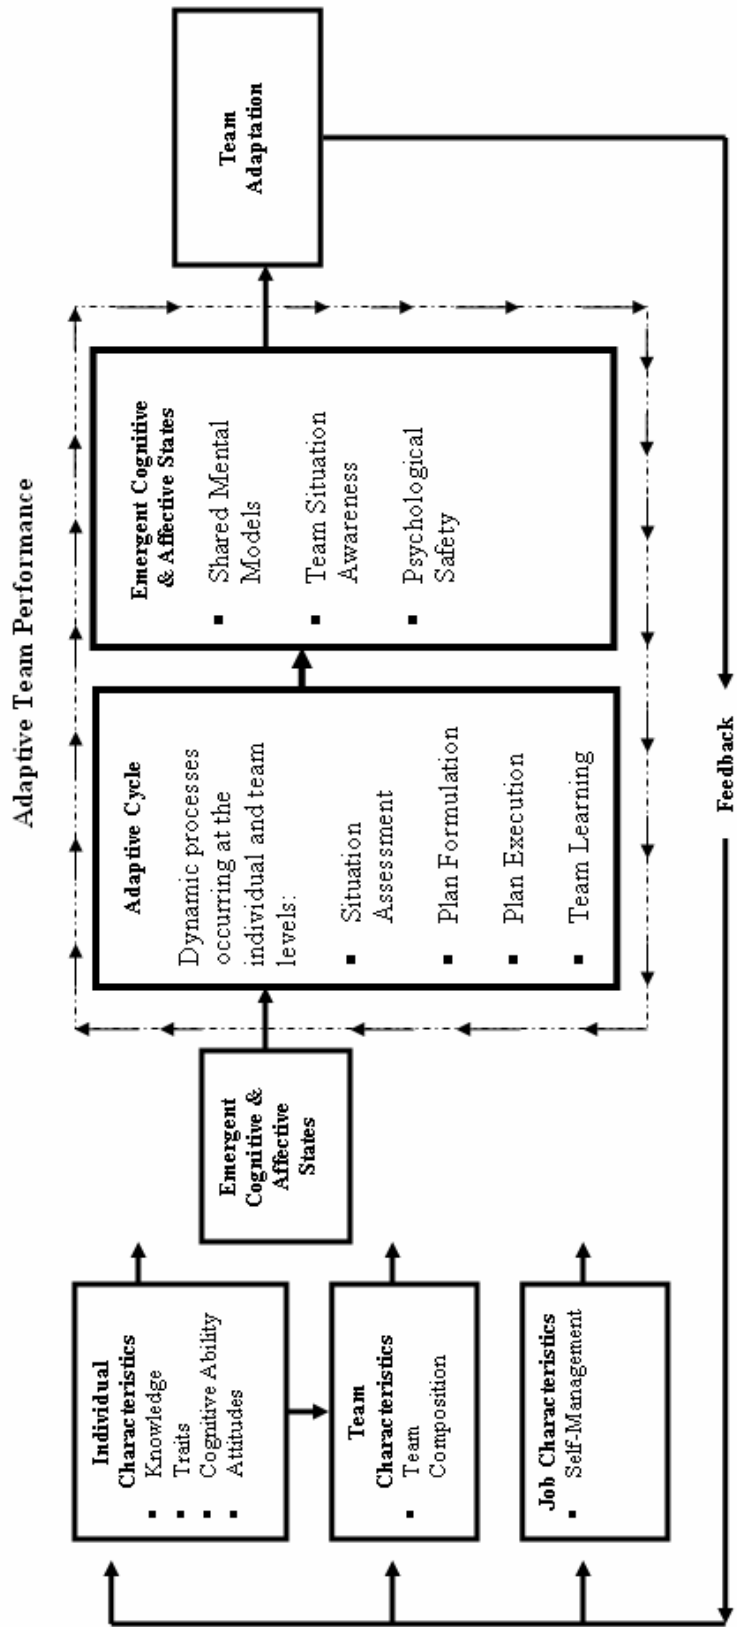 Adaptive Team Performance
Individual
Characteristics
▪ Knowledge
▪ Traits
▪ Cognitive Ability
▪ Attitudes
Team
Characteristics
▪ Team
Composition
Job Characteristics
▪ Self-Management
Emergent
Cognitive &
Affective
States
Adaptive Cycle
Dynamic processes
occurring at the
individual and team
levels:
▪ Situation
Assessment
▪ Plan Formulation
▪ Plan Execution
▪ Team Learning
Emergent Cognitive
& Affective States
▪ Shared Mental
Models
▪ Team Situation
Awareness
▪ Psychological
Safety
Team
Adaptation
Feedback